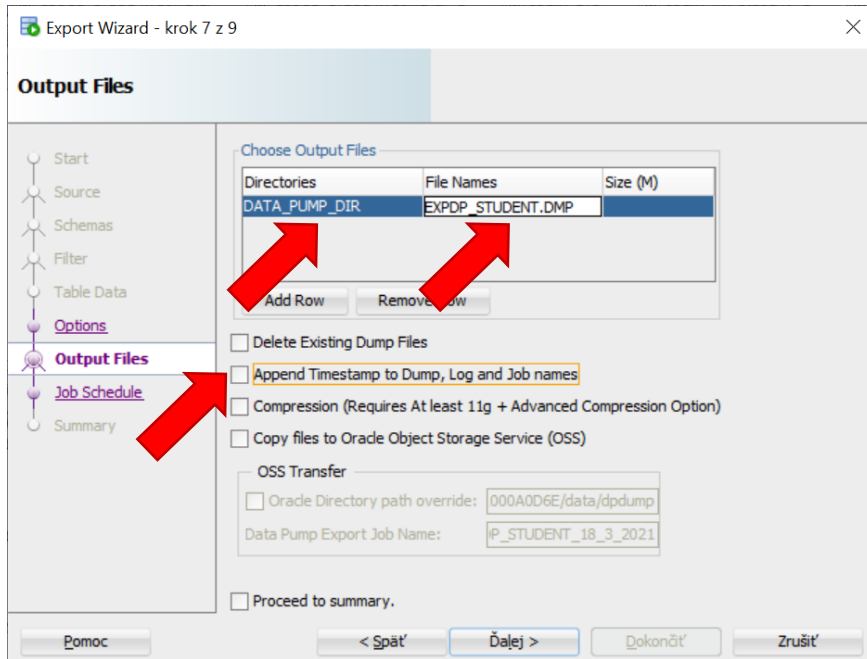 Export Wizard - krok 7 z 9
Output Files
Start
Source
Schemas
Filter
Table Data
Options
Output Files
Job Schedule
Summary
Choose Output Files
Directories File Names Size (M)
DATA_PUMP_DIR EXPDP_STUDENT.DMP
Add Row Remove Row
Delete Existing Dump Files
Append Timestamp to Dump, Log and Job names
Compression (Requires At least 11g + Advanced Compression Option)
Copy files to Oracle Object Storage Service (OSS)
OSS Transfer
Oracle Directory path override: 000A0D6E/data/dpdump
Data Pump Export Job Name: P_STUDENT_18_3_2021
Proceed to summary.
Pomoc < Späť Ďalej > Dokončiť Zrušiť